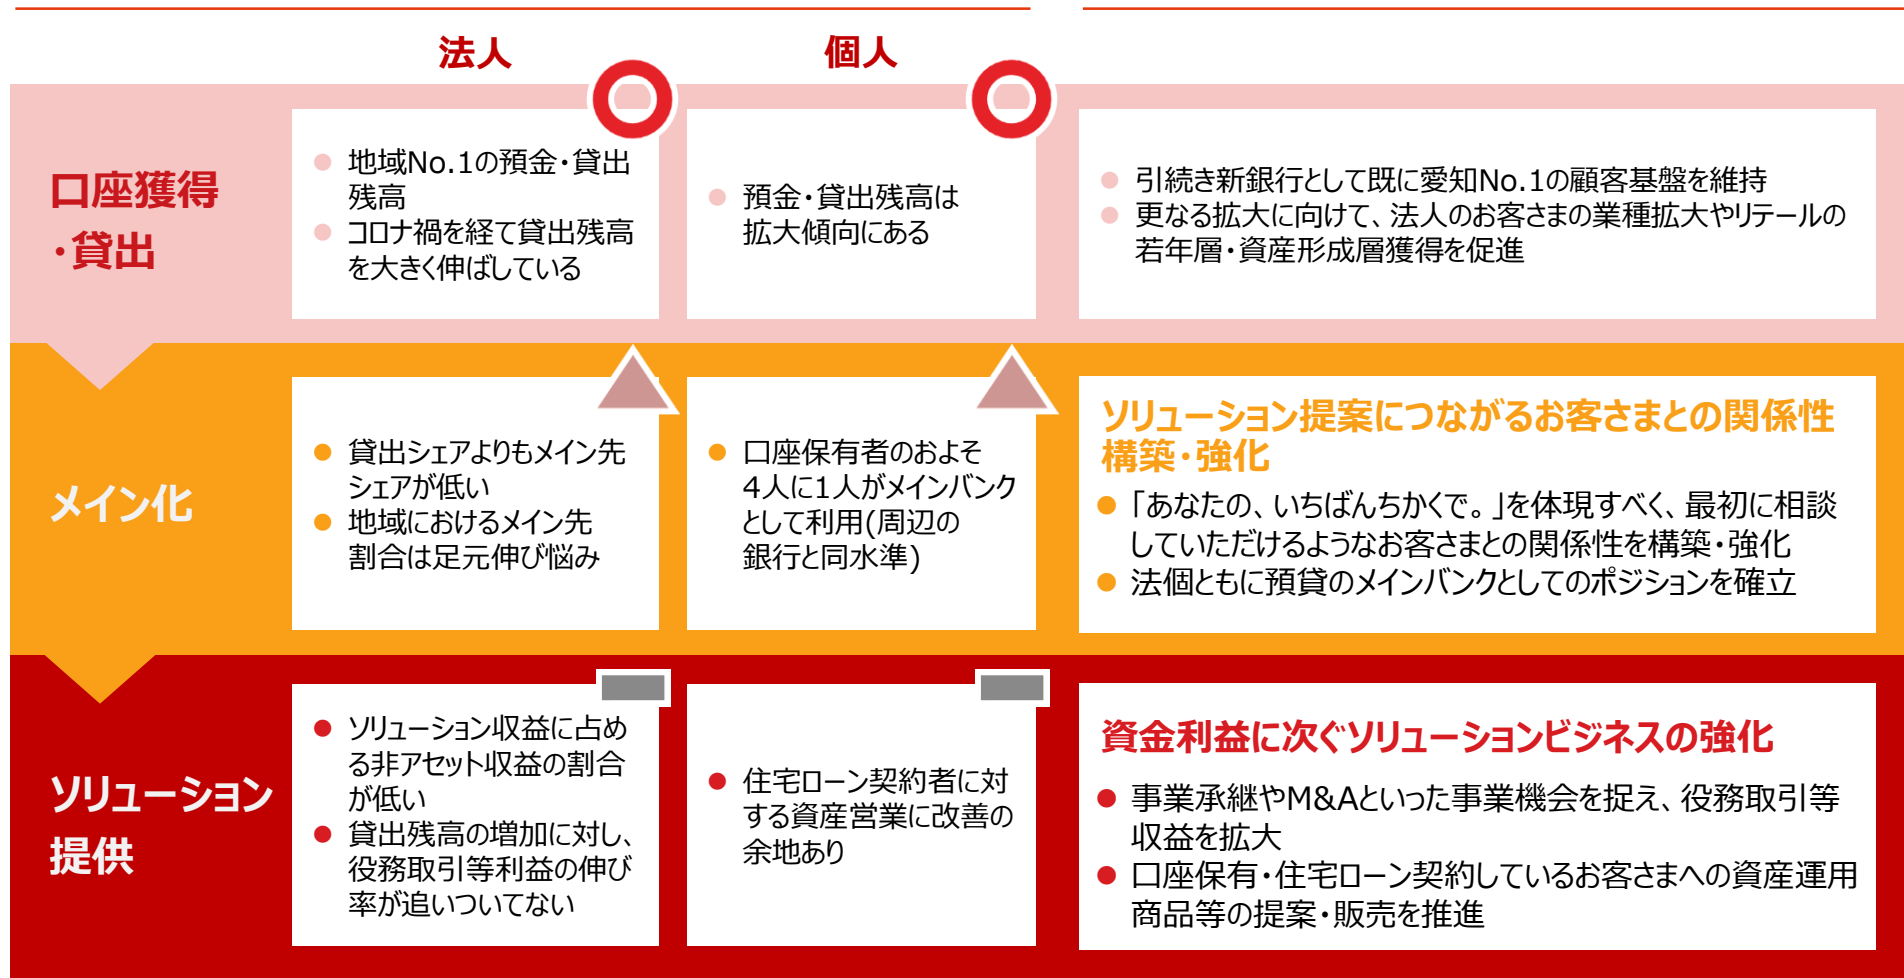 法人
個人
口座獲得
・貸出
地域No.1の預金・貸出
残高
コロナ禍を経て貸出残高
を大きく伸ばしている
預金・貸出残高は
拡大傾向にある
引続き新銀行として既に愛知No.1の顧客基盤を維持
更なる拡大に向けて、法人のお客さまの業種拡大やリテールの
若年層・資産形成層獲得を促進
メイン化
貸出シェアよりもメイン先
シェアが低い
地域におけるメイン先
割合は足元伸び悩み
口座保有者のおよそ
4人に1人がメインバンク
として利用(周辺の
銀行と同水準)
ソリューション提案につながるお客さまとの関係性
構築・強化
「あなたの、いちばんちかくで。」を体現すべく、最初に相談
していただけるようなお客さまとの関係性を構築・強化
法個ともに預貸のメインバンクとしてのポジションを確立
ソリューション
提供
ソリューション収益に占め
る非アセット収益の割合
が低い
貸出残高の増加に対し、
役務取引等利益の伸び
率が追いついてない
住宅ローン契約者に対
する資産営業に改善の
余地あり
資金利益に次ぐソリューションビジネスの強化
事業承継やM&Aといった事業機会を捉え、役務取引等
収益を拡大
口座保有・住宅ローン契約しているお客さまへの資産運用
商品等の提案・販売を推進